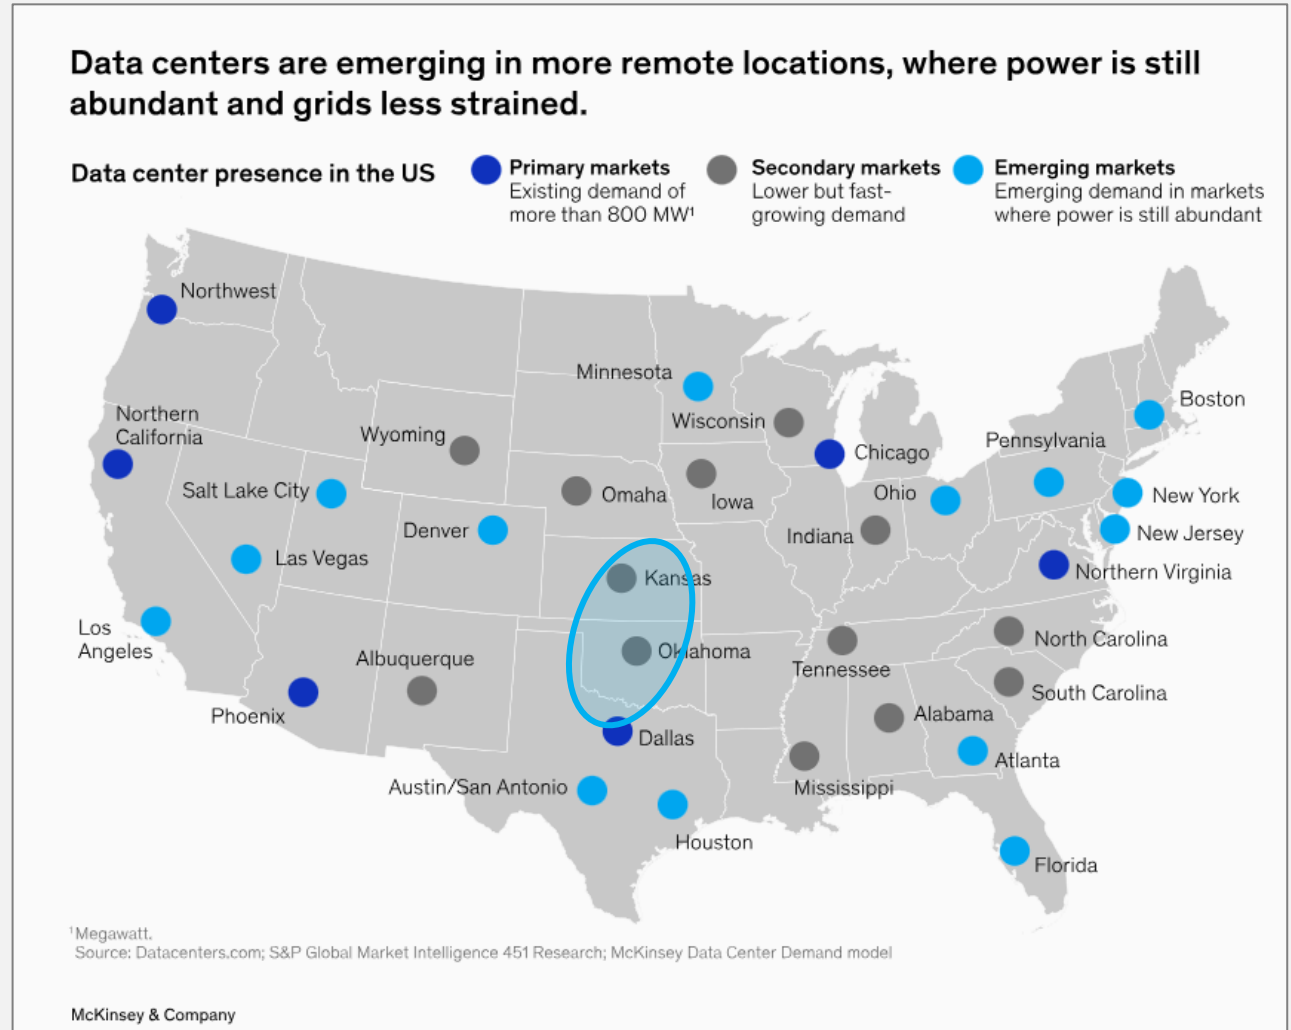 Data centers are emerging in more remote locations, where power is still
abundant and grids less strained.
Data center presence in the US
Primary markets
Existing demand of
more than 800 MW¹
Secondary markets
Lower but fast-
growing demand
Emerging markets
Emerging demand in markets
where power is still abundant
Northwest
Minnesota
Boston
Northern
California
Wisconsin
Wyoming
Pennsylvania
Chicago
Salt Lake City
Omaha
Iowa
Ohio
New York
Denver
Indiana
New Jersey
Las Vegas
Kansas
Northern Virginia
Los
Angeles
Albuquerque
Oklahoma
Tennessee
North Carolina
South Carolina
Phoenix
Dallas
Alabama
Atlanta
Austin/San Antonio
Mississippi
Houston
Florida
¹Megawatt.
Source: Datacenters.com; S&P Global Market Intelligence 451 Research; McKinsey Data Center Demand model
McKinsey & Company